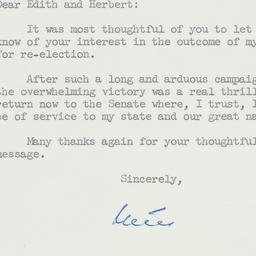 Dear Edith and Herbert:
It was most thoughtful of you to let
know of your interest in the outcome of my
for re-election.
After such a long and arduous campaig
the overwhelming victory was a real thrill
return now to the Senate where, I trust, I
be of service to my state and our great na
Many thanks again for your thoughtful
message.
Sincerely,